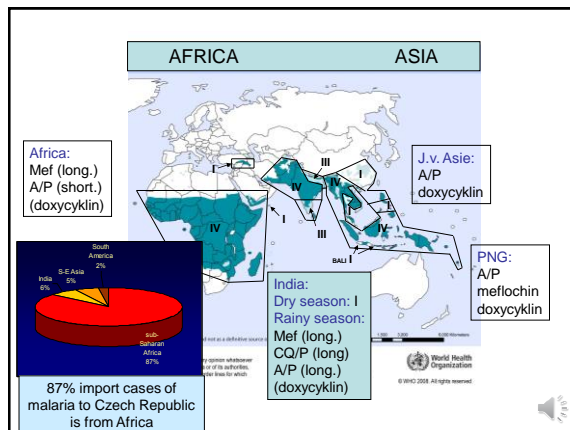 AFRICA
ASIA
Africa:
Mef (long.)
A/P (short.)
(doxycyklin)
J.v. Asie:
A/P
doxycyklin
PNG:
A/P
meflochin
doxycyklin
I
IV
I
IV
III
III
IV
I
I
I
IV
BALI
I
India:
Dry season: I
Rainy season:
Mef (long.)
CQ/P (long)
A/P (long.)
(doxycyklin)
South
America
2%
S-E Asia
5%
India
6%
sub-
Saharan
Africa
87%
87% import cases of
malaria to Czech Republic
is from Africa
World Health
Organization
© WHO 2008. All rights reserved